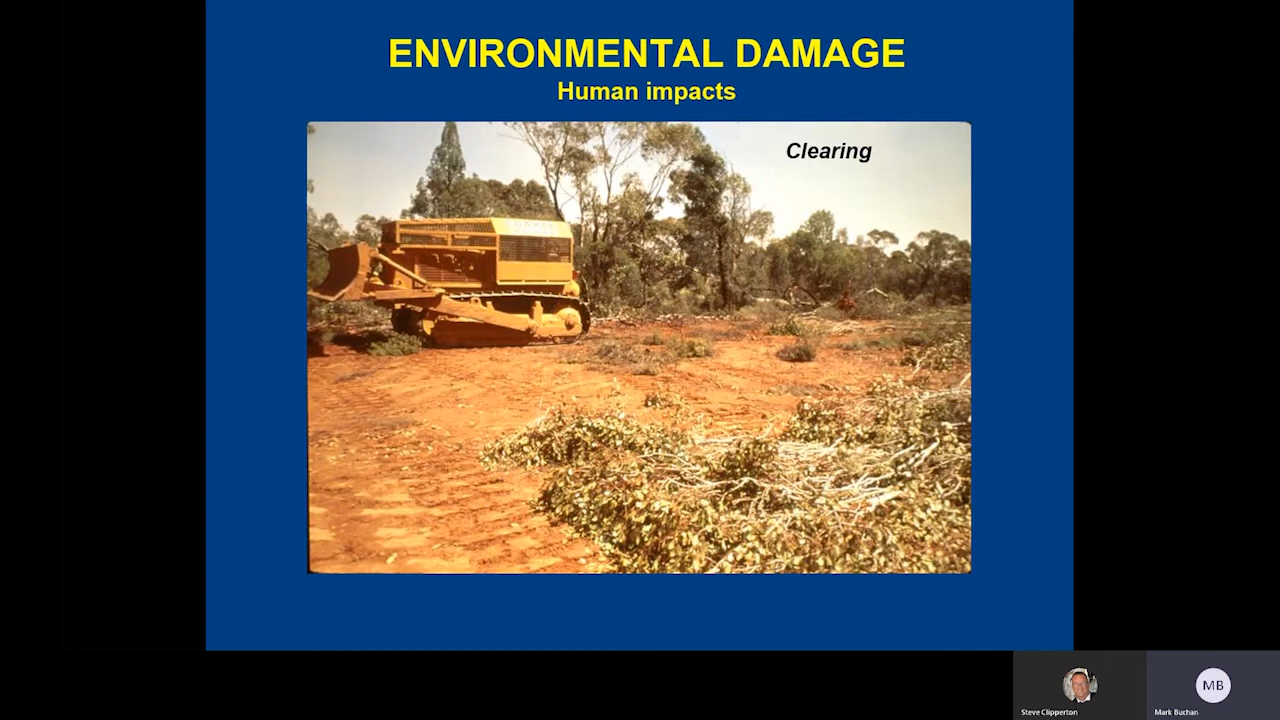 ENVIRONMENTAL DAMAGE
Human impacts
Clearing
MB
Steve Clipperton
Mark Buchan